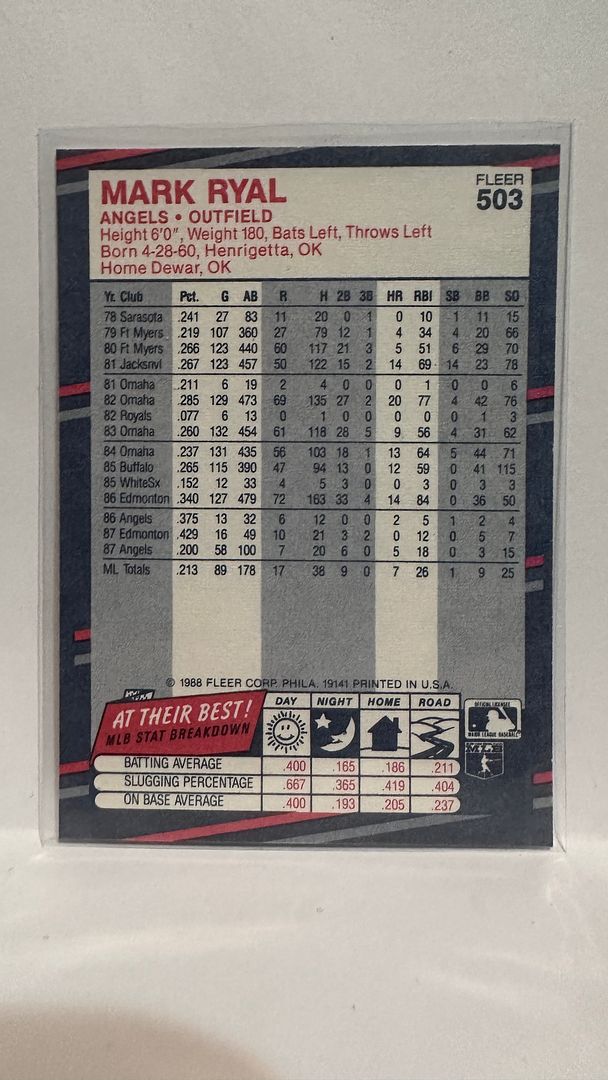 MARK RYAL
FLEER
503
ANGELS • OUTFIELD
Height 6'0", Weight 180, Bats Left, Throws Left
Born 4-28-60, Henrigetta, OK
Home Dewar, OK
Yr. Club Pct. G AB R H 2B 3B HR RBI SB BB SO
78 Sarasota .241 27 83 11 20 0 1 0 10 1 11 15
79 Ft Myers .219 107 360 27 79 12 1 4 34 4 20 66
80 Ft Myers .266 123 440 60 117 21 3 5 51 6 29 70
81 Jacksnvl .267 123 457 50 122 15 2 14 69 14 23 78
81 Omaha .211 6 19 2 4 0 0 0 1 0 0 6
82 Omaha .285 129 473 69 135 27 2 20 77 4 42 76
82 Royals .077 6 13 0 1 0 0 0 0 0 1 3
83 Omaha .260 132 454 61 118 28 5 9 56 4 31 62
84 Omaha .237 131 435 56 103 18 1 13 64 5 44 71
85 Buffalo .265 115 390 47 94 13 0 12 59 0 41 115
85 WhiteSx .152 12 33 4 5 3 0 0 3 0 3 3
86 Edmonton .340 127 479 72 163 33 4 14 84 0 36 50
86 Angels .375 13 32 6 12 0 0 2 5 1 2 4
87 Edmonton .429 16 49 10 21 3 2 0 12 0 5 7
87 Angels .200 58 100 7 20 6 0 5 18 0 3 15
ML Totals .213 89 178 17 38 9 0 7 26 1 9 25
© 1988 FLEER CORP. PHILA. 19141 PRINTED IN U.S.A.
AT THEIR BEST!
MLB STAT BREAKDOWN
DAY NIGHT HOME ROAD
OFFICIAL LICENSEE
MAJOR LEAGUE BASEBALL
BATTING AVERAGE .400 .165 .186 .211
SLUGGING PERCENTAGE .667 .365 .419 .404
ON BASE AVERAGE .400 .193 .205 .237